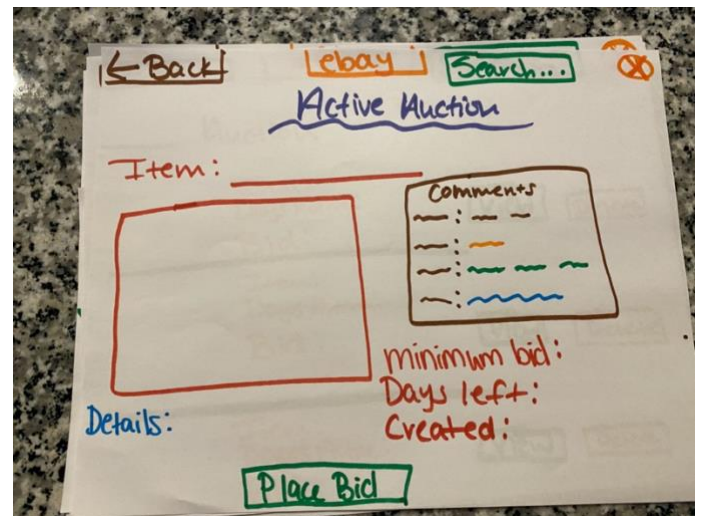 ← Back
ebay
Search...
X
Active Auction
Item:
Comments
minimum bid:
Days left:
Details:
Created:
Place Bid